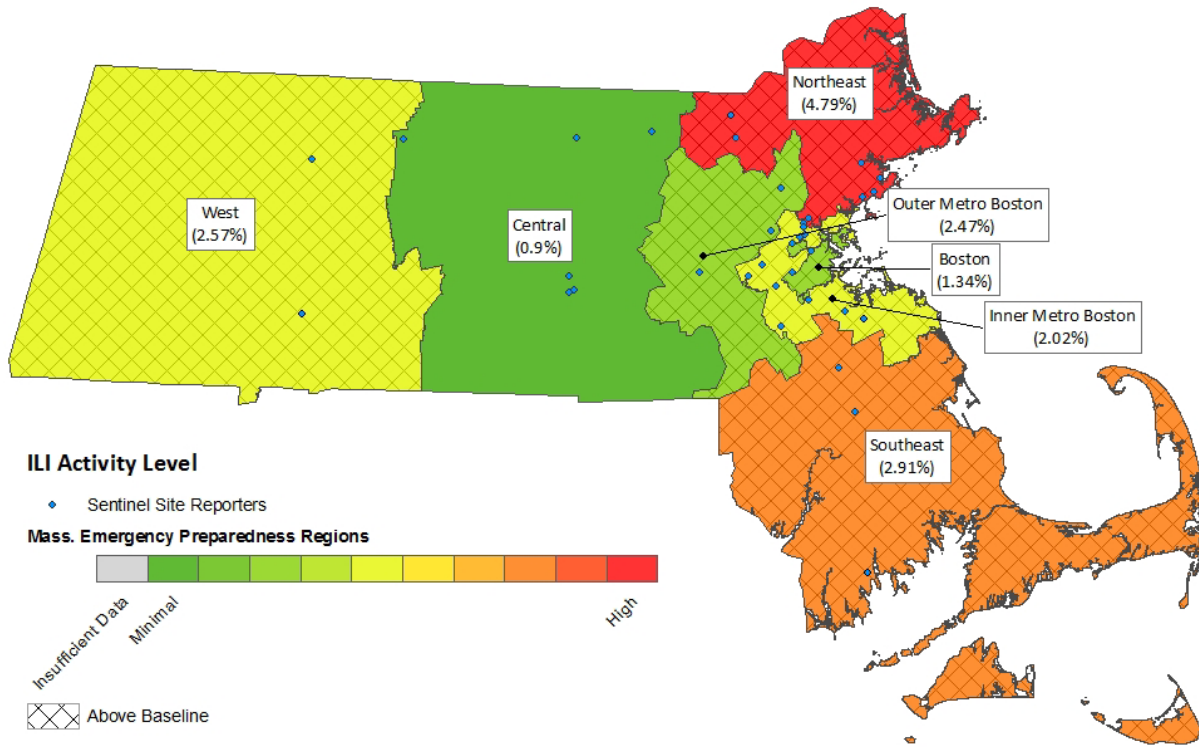 Northeast
(4.79%)
West
(2.57%)
Central
(0.9%)
Outer Metro Boston
(2.47%)
Boston
(1.34%)
Inner Metro Boston
(2.02%)
Southeast
(2.91%)
ILI Activity Level
Sentinel Site Reporters
Mass. Emergency Preparedness Regions
Insufficient Data
Minimal
High
Above Baseline